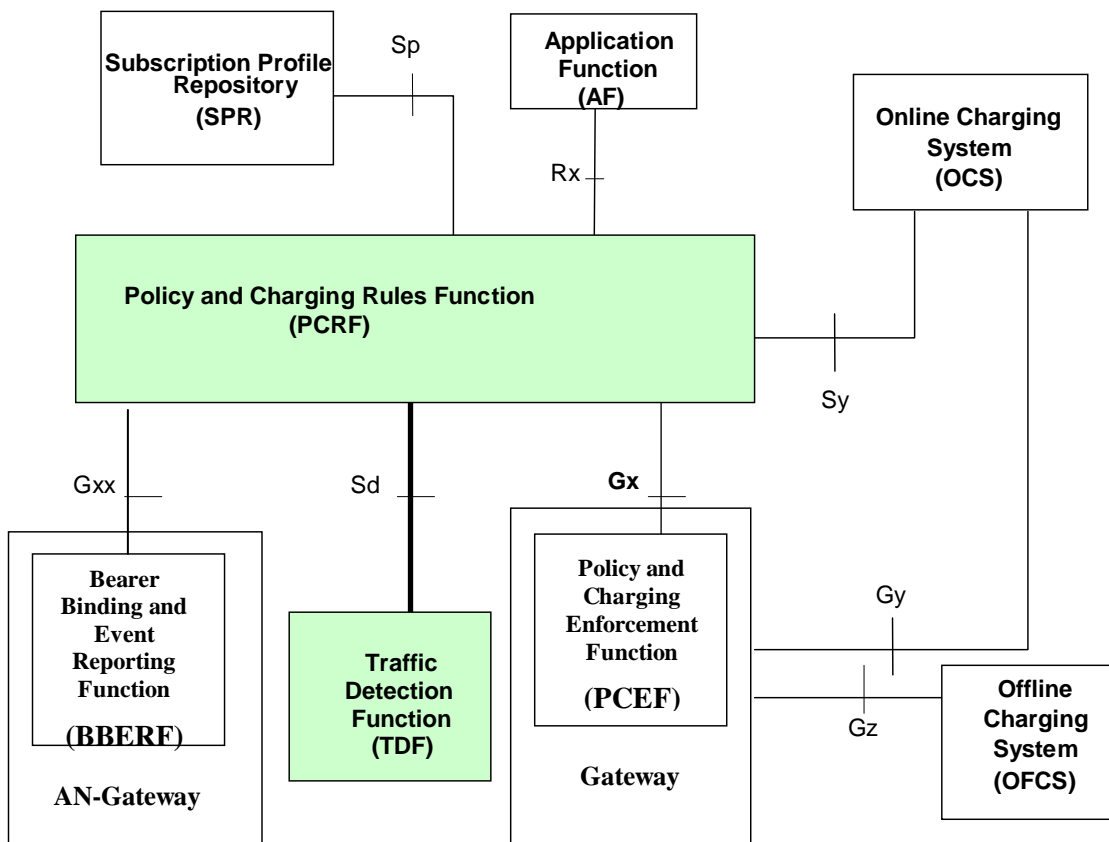 Sp
Subscription Profile
Repository
(SPR)
Application
Function
(AF)
Online Charging
System
(OCS)
Rx
Policy and Charging Rules Function
(PCRF)
Sy
Gxx
Sd
Gx
Bearer
Binding and
Event
Reporting
Function
(BBERF)
AN-Gateway
Traffic
Detection
Function
(TDF)
Policy and
Charging
Enforcement
Function
(PCEF)
Gateway
Gy
Gz
Offline
Charging
System
(OFCS)